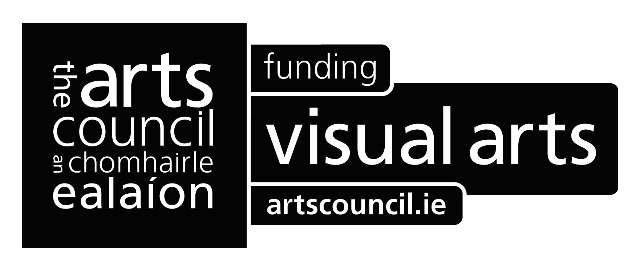 the arts
council
an chomhairle
ealaíon
funding
visual arts
artscouncil.ie